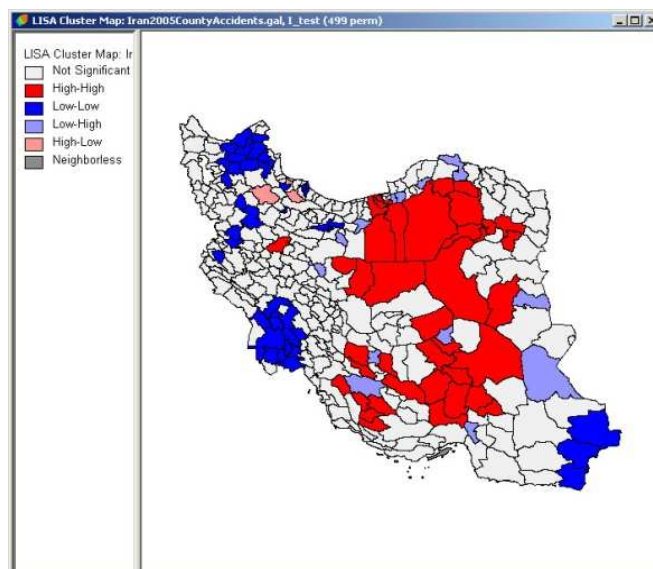 LISA Cluster Map: Iran2005CountyAccidents.gal, I_test (499 perm)
LISA Cluster Map: Ir
Not Significant
High-High
Low-Low
Low-High
High-Low
Neighborless